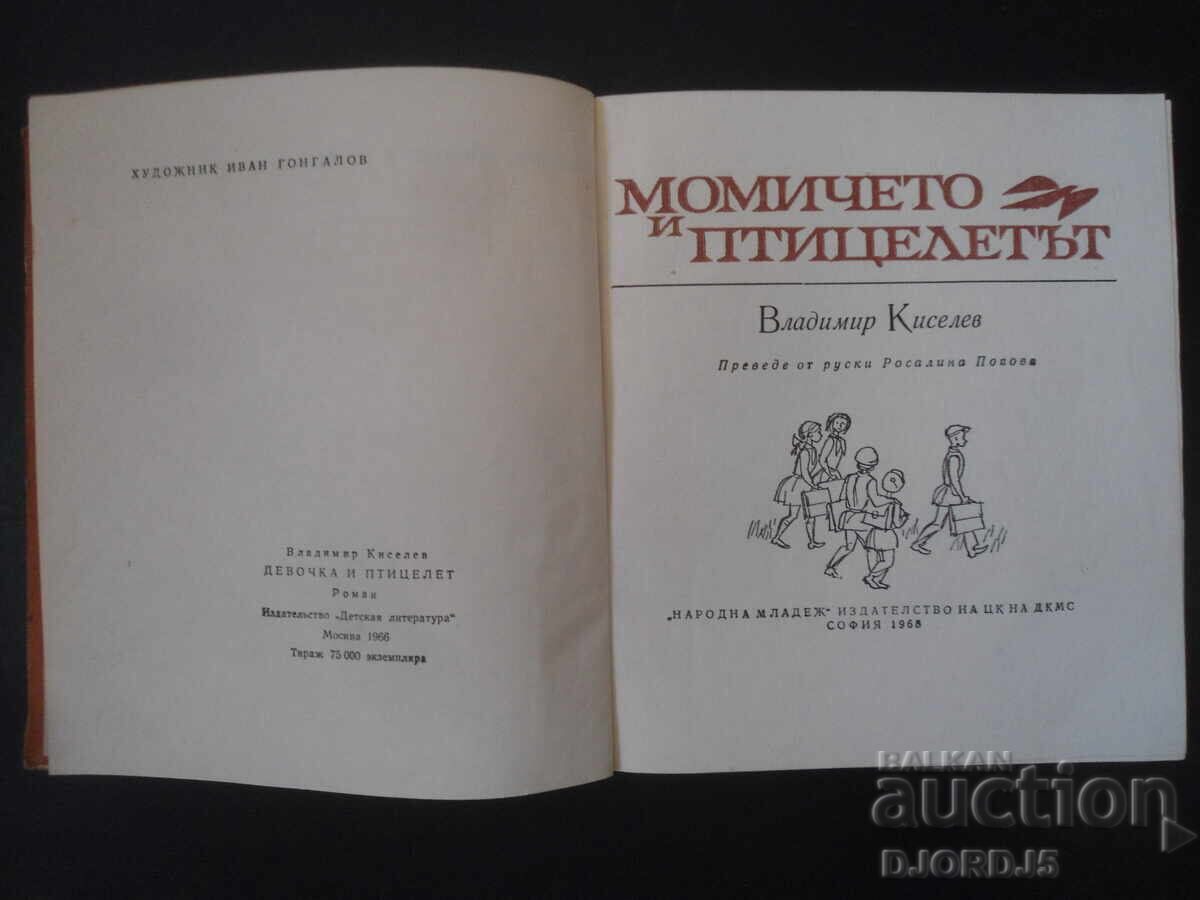 ХУДОЖНИК ИВАН ГОНГАЛОВ
Владимир Киселев
ДЕВОЧКА И ПТИЦЕЛЕТ
Роман
Издательство „Детская литература“
Москва 1966
Тираж 75 000 экземпляра
МОМИЧЕТО
И
ПТИЦЕЛЕТЪТ
Владимир Киселев
Преведе от руски Росалина Попова
„НАРОДНА МЛАДЕЖ“ ИЗДАТЕЛСТВО НА ЦК НА ДКМС
СОФИЯ 1968
BALKAN
auction
DJORDJ5